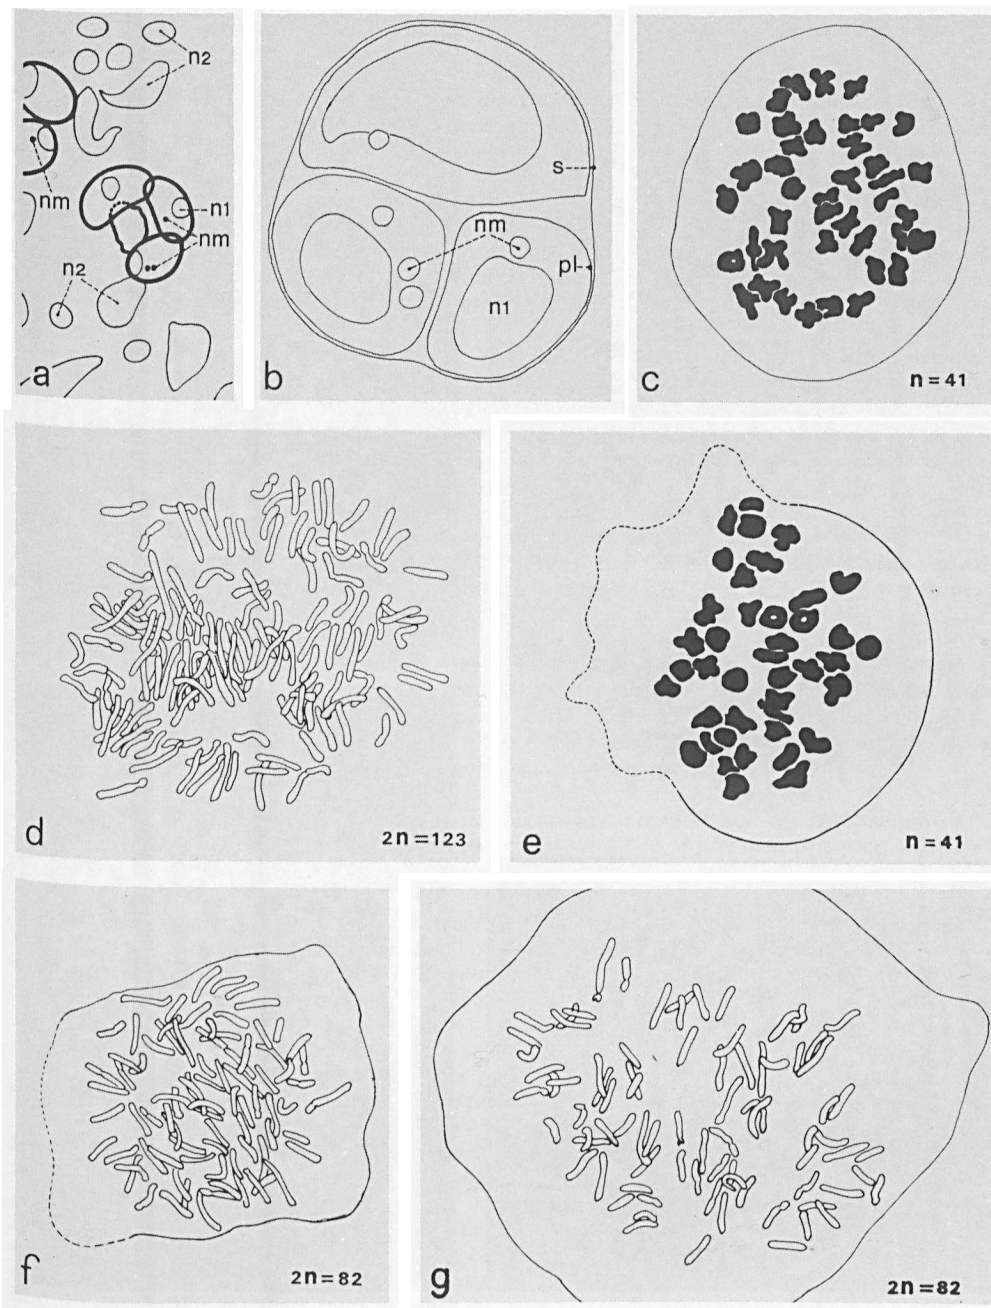 n2
nm
n1
nm
n2
a
s
nm
pl
n1
b
c
n = 41
d
2n =123
e
n = 41
f
2n = 82
g
2n = 82